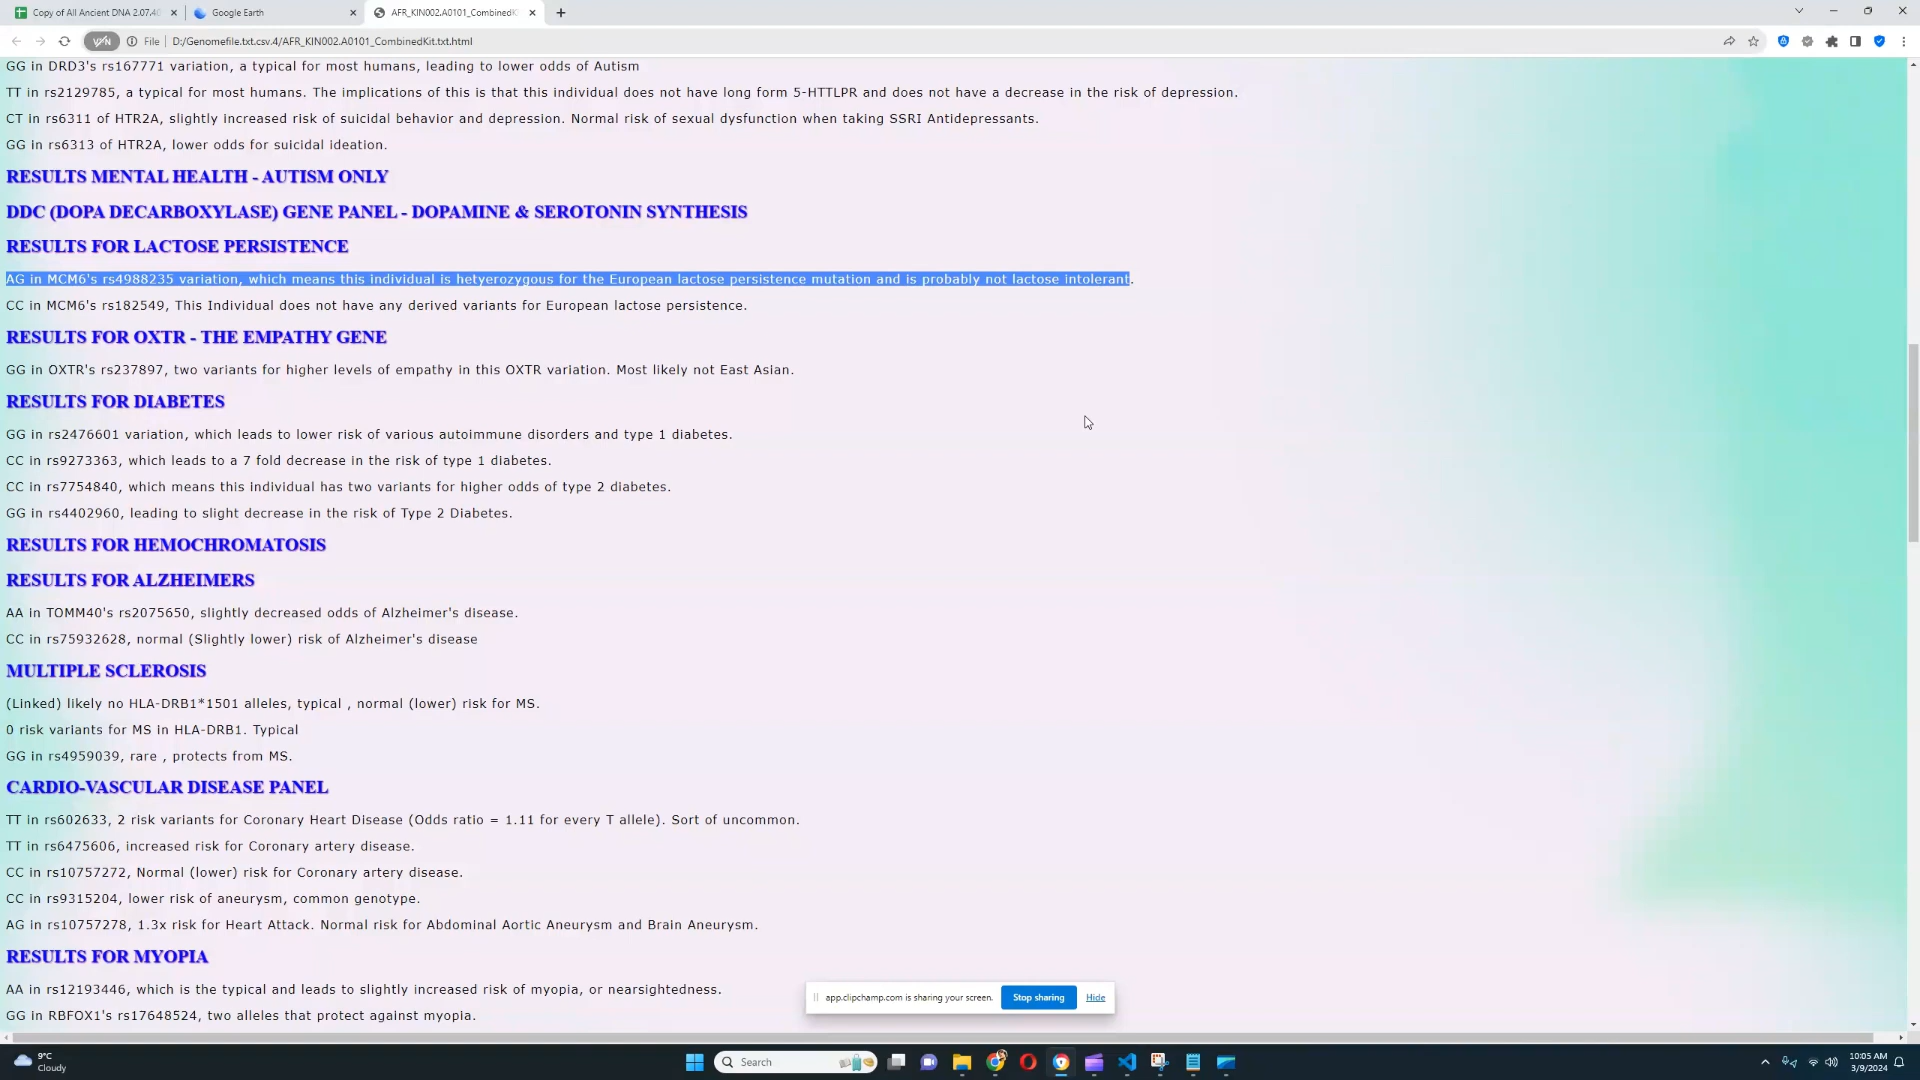 Copy of All Ancient DNA 2.07.
Google Earth
AFR_KIN002.A0101_CombinedK
File
D:/Genomefile.txt.csv.4/AFR_KIN002.A0101_CombinedKit.txt.html
GG in DRD3's rs167771 variation, a typical for most humans, leading to lower odds of Autism
TT in rs2129785, a typical for most humans. The implications of this is that this individual does not have long form 5-HTTLPR and does not have a decrease in the risk of depression.
CT in rs6311 of HTR2A, slightly increased risk of suicidal behavior and depression. Normal risk of sexual dysfunction when taking SSRI Antidepressants.
GG in rs6313 of HTR2A, lower odds for suicidal ideation.
RESULTS MENTAL HEALTH - AUTISM ONLY
DDC (DOPA DECARBOXYLASE) GENE PANEL - DOPAMINE & SEROTONIN SYNTHESIS
RESULTS FOR LACTOSE PERSISTENCE
AG in MCM6's rs4988235 variation, which means this individual is hetyerozygous for the European lactose persistence mutation and is probably not lactose intolerant.
CC in MCM6's rs182549, This Individual does not have any derived variants for European lactose persistence.
RESULTS FOR OXTR - THE EMPATHY GENE
GG in OXTR's rs237897, two variants for higher levels of empathy in this OXTR variation. Most likely not East Asian.
RESULTS FOR DIABETES
GG in rs2476601 variation, which leads to lower risk of various autoimmune disorders and type 1 diabetes.
CC in rs9273363, which leads to a 7 fold decrease in the risk of type 1 diabetes.
CC in rs7754840, which means this individual has two variants for higher odds of type 2 diabetes.
GG in rs4402960, leading to slight decrease in the risk of Type 2 Diabetes.
RESULTS FOR HEMOCHROMATOSIS
RESULTS FOR ALZHEIMERS
AA in TOMM40's rs2075650, slightly decreased odds of Alzheimer's disease.
CC in rs75932628, normal (Slightly lower) risk of Alzheimer's disease
MULTIPLE SCLEROSIS
(Linked) likely no HLA-DRB1*1501 alleles, typical , normal (lower) risk for MS.
0 risk variants for MS in HLA-DRB1. Typical
GG in rs4959039, rare , protects from MS.
CARDIO-VASCULAR DISEASE PANEL
TT in rs602633, 2 risk variants for Coronary Heart Disease (Odds ratio = 1.11 for every T allele). Sort of uncommon.
TT in rs6475606, increased risk for Coronary artery disease.
CC in rs10757272, Normal (lower) risk for Coronary artery disease.
CC in rs9315204, lower risk of aneurysm, common genotype.
AG in rs10757278, 1.3x risk for Heart Attack. Normal risk for Abdominal Aortic Aneurysm and Brain Aneurysm.
RESULTS FOR MYOPIA
AA in rs12193446, which is the typical and leads to slightly increased risk of myopia, or nearsightedness.
GG in RBFOX1's rs17648524, two alleles that protect against myopia.
app.clipchamp.com is sharing your screen.
Stop sharing
Hide
9°C
Cloudy
Search
10:05 AM
3/9/2024